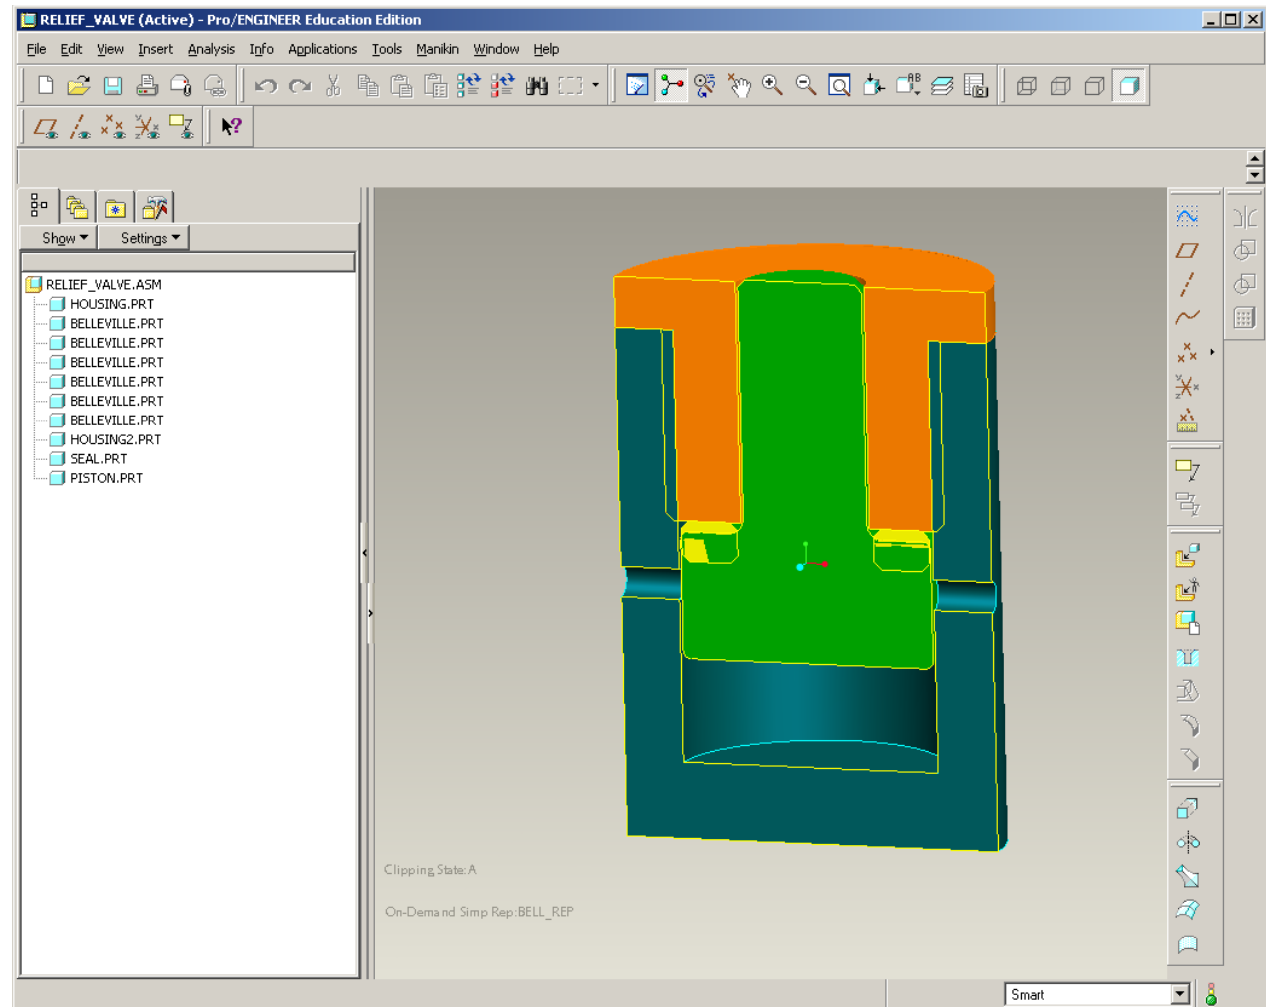 RELIEF_VALVE (Active) - Pro/ENGINEER Education Edition
File Edit View Insert Analysis Info Applications Tools Manikin Window Help
Show Settings
RELIEF_VALVE.ASM
HOUSING.PRT
BELLEVILLE.PRT
BELLEVILLE.PRT
BELLEVILLE.PRT
BELLEVILLE.PRT
BELLEVILLE.PRT
BELLEVILLE.PRT
HOUSING2.PRT
SEAL.PRT
PISTON.PRT
Clipping State:A
On-Demand Simp Rep:BELL_REP
Smart